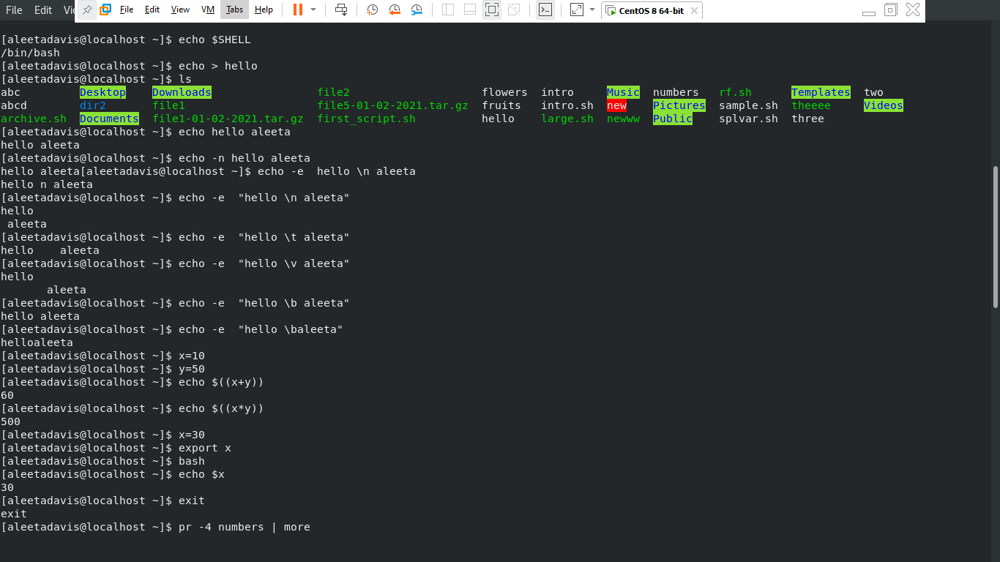 File Edit Vi File Edit View VM Tabs Help CentOS 8 64-bit
[aleetadavis@localhost ~]$ echo $SHELL
/bin/bash
[aleetadavis@localhost ~]$ echo > hello
[aleetadavis@localhost ~]$ ls
abc Desktop Downloads file2 flowers intro Music numbers rf.sh Templates two
abcd dir2 file1 file5-01-02-2021.tar.gz fruits intro.sh new Pictures sample.sh theeee Videos
archive.sh Documents file1-01-02-2021.tar.gz first_script.sh hello large.sh newww Public splvar.sh three
[aleetadavis@localhost ~]$ echo hello aleeta
hello aleeta
[aleetadavis@localhost ~]$ echo -n hello aleeta
hello aleeta[aleetadavis@localhost ~]$ echo -e  hello \n aleeta
hello n aleeta
[aleetadavis@localhost ~]$ echo -e  "hello \n aleeta"
hello
 aleeta
[aleetadavis@localhost ~]$ echo -e  "hello \t aleeta"
hello    aleeta
[aleetadavis@localhost ~]$ echo -e  "hello \v aleeta"
hello
       aleeta
[aleetadavis@localhost ~]$ echo -e  "hello \b aleeta"
hello aleeta
[aleetadavis@localhost ~]$ echo -e  "hello \baleeta"
helloaleeta
[aleetadavis@localhost ~]$ x=10
[aleetadavis@localhost ~]$ y=50
[aleetadavis@localhost ~]$ echo $((x+y))
60
[aleetadavis@localhost ~]$ echo $((x*y))
500
[aleetadavis@localhost ~]$ x=30
[aleetadavis@localhost ~]$ export x
[aleetadavis@localhost ~]$ bash
[aleetadavis@localhost ~]$ echo $x
30
[aleetadavis@localhost ~]$ exit
exit
[aleetadavis@localhost ~]$ pr -4 numbers | more